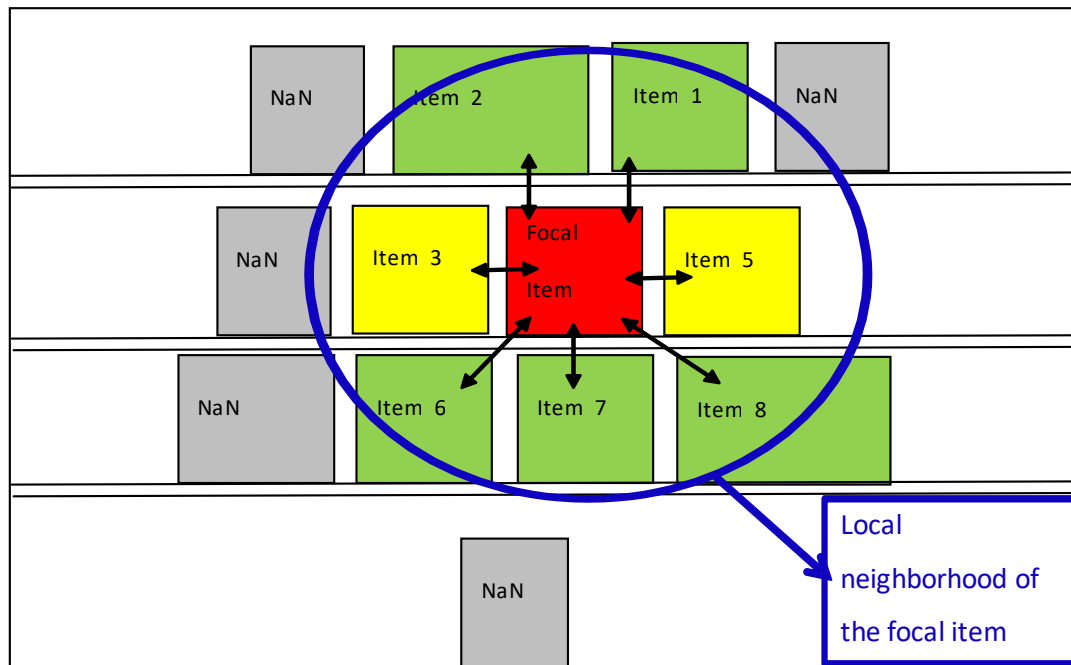 NaN
Item 2
Item 1
NaN
NaN
Item 3
Focal
Item
Item 5
NaN
Item 6
Item 7
Item 8
NaN
Local
neighborhood of
the focal item